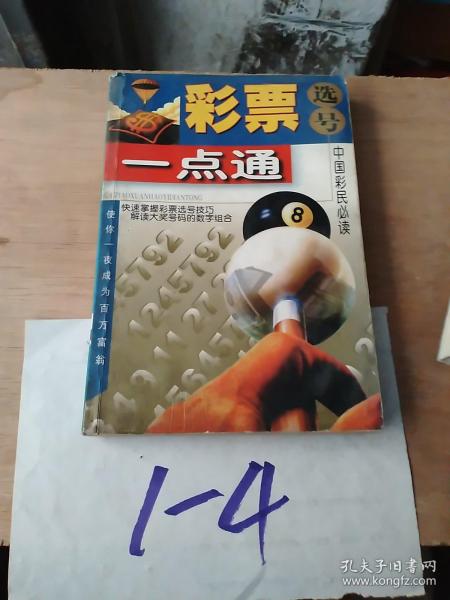 彩票
选号
一点通
CAIPIAOXUANHAOYIDIANTONG
中国彩民必读
快速掌握彩票选号技巧
解读大奖号码的数字组合
使你一夜成为百万富翁
8
1-4
孔夫子旧书网
www.kongfz.com